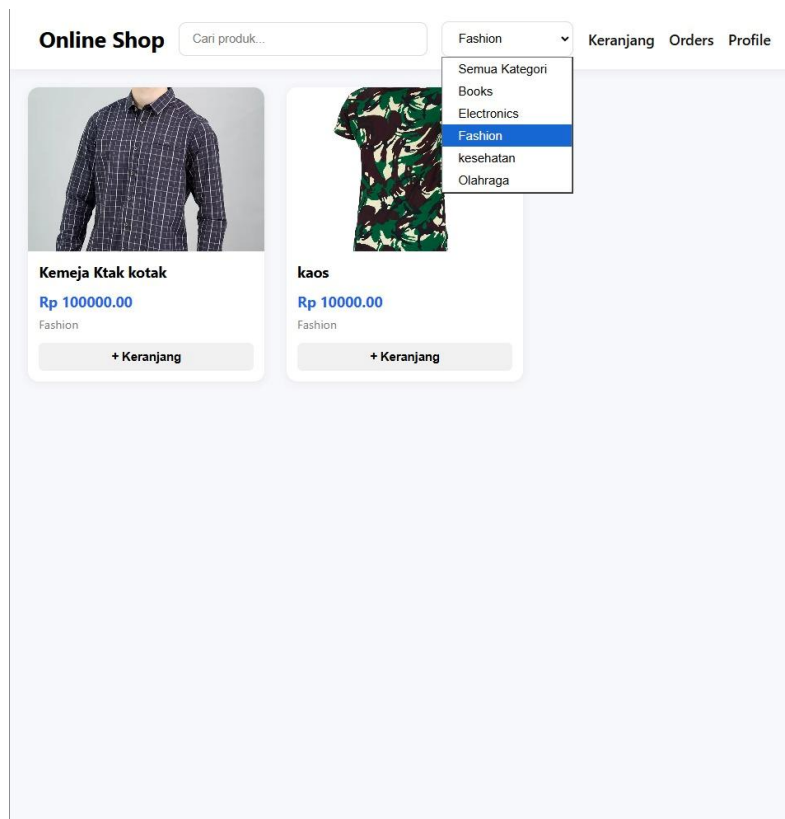 Online Shop
Cari produk...
Fashion
Keranjang Orders Profile
Semua Kategori
Books
Electronics
Fashion
kesehatan
Olahraga
Kemeja Ktak kotak
Rp 100000.00
Fashion
+ Keranjang
kaos
Rp 10000.00
Fashion
+ Keranjang